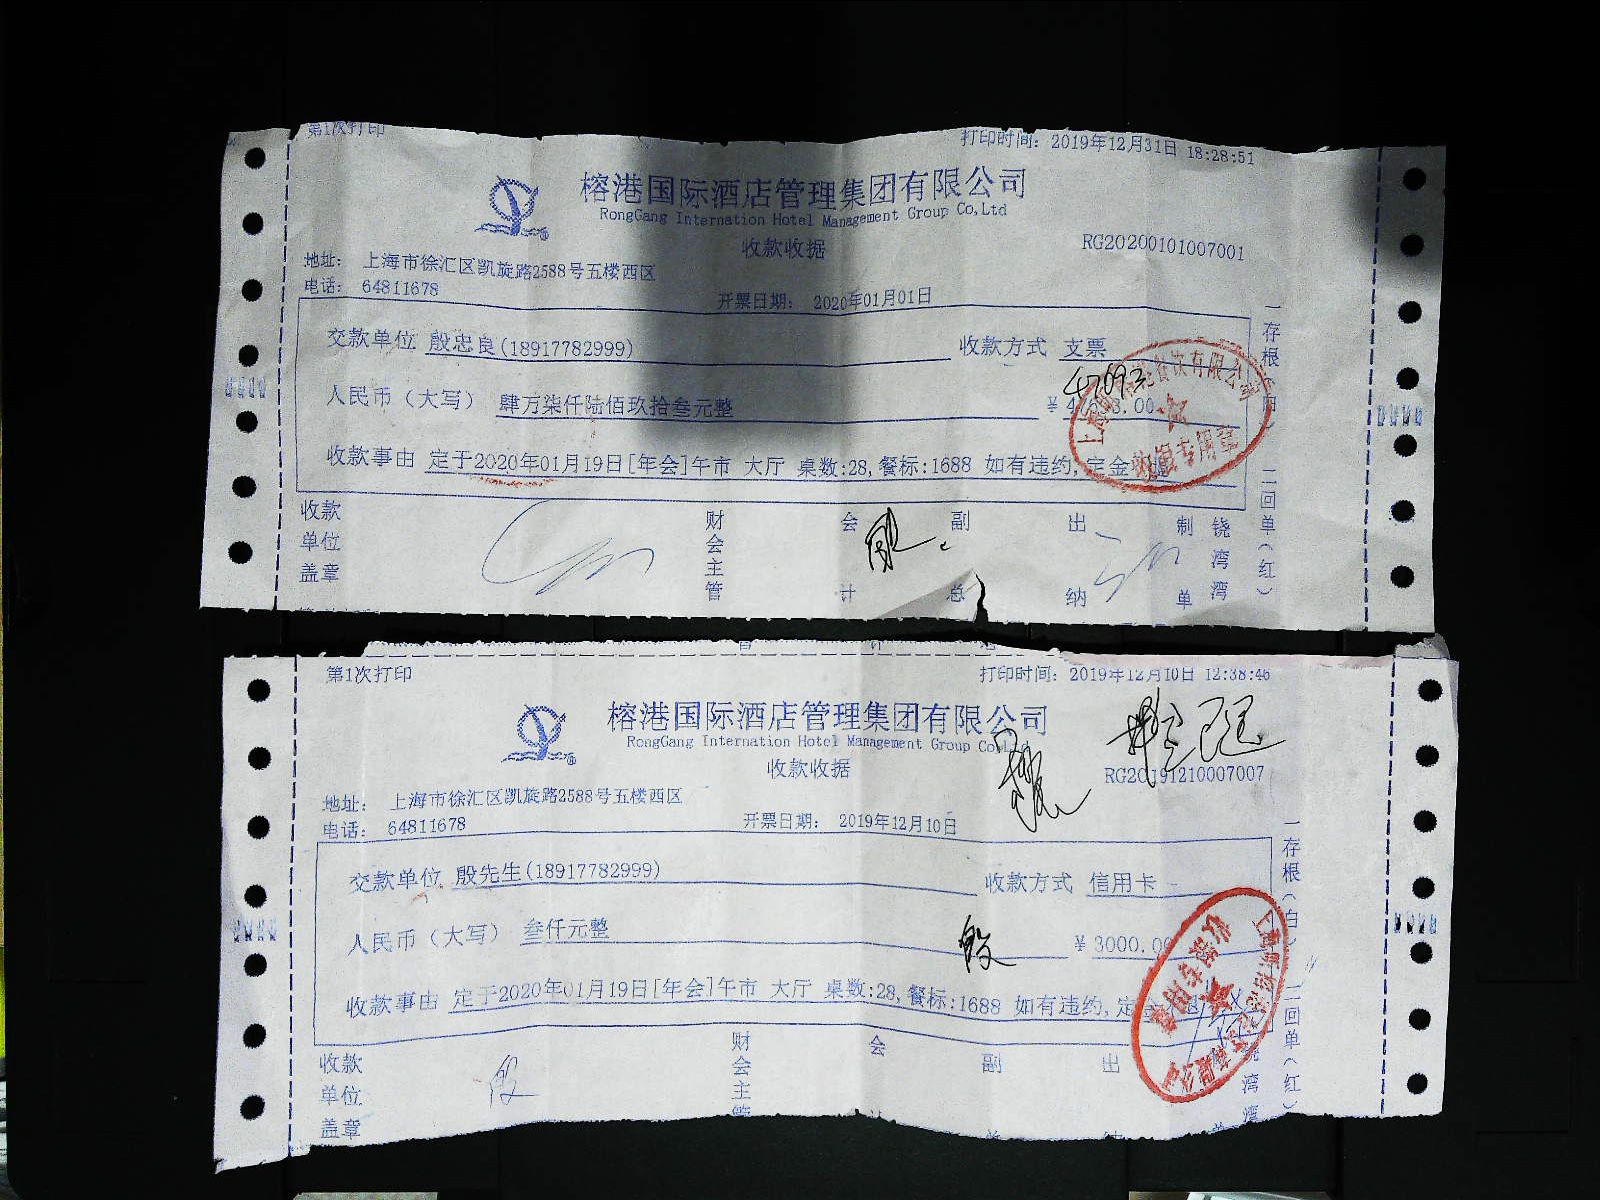 第1次打印
打印时间: 2019年12月31日 18:28:51
榕港国际酒店管理集团有限公司
RongGang Internation Hotel Management Group Co,Ltd
收款收据
RG20200101007001
地址: 上海市徐汇区凯旋路2588号五楼西区
电话: 64811678
开票日期: 2020年01月01日
交款单位 殷忠良(18917782999)
收款方式 支票
47693
人民币（大写） 肆万柒仟陆佰玖拾叁元整
收款事由 定于2020年01月19日[年会]午市 大厅 桌数:28,餐标:1688 如有违约,定金
收款单位盖章
财会主管
会计
副总
出纳
制单
铙湾湾
一存根
二回单(红)
第1次打印
打印时间: 2019年12月10日 12:38:46
榕港国际酒店管理集团有限公司
RongGang Internation Hotel Management Group Co,Ltd
收款收据
RG20191210007007
地址: 上海市徐汇区凯旋路2588号五楼西区
电话: 64811678
开票日期: 2019年12月10日
交款单位 殷先生(18917782999)
收款方式 信用卡
人民币（大写） 叁仟元整
¥ 3000.00
收款事由 定于2020年01月19日[年会]午市 大厅 桌数:28,餐标:1688 如有违约,定
收款单位盖章
财会主管
会
副
出
湾湾
一存根(白)
二回单(红)